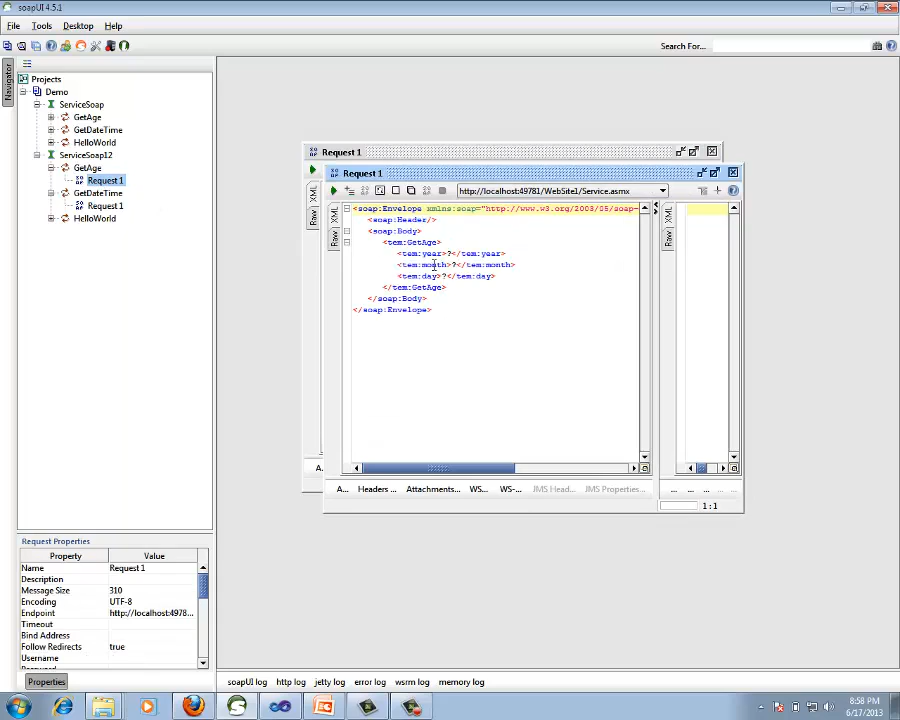 soapUI 4.5.1
File Tools Desktop Help
Search For...
Navigator
Projects
Demo
ServiceSoap
GetAge
GetDateTime
HelloWorld
ServiceSoap12
GetAge
Request 1
GetDateTime
Request 1
HelloWorld
Request 1
XML
Raw
A.
Request 1
http://localhost:49781/WebSite1/Service.asmx
XML
Raw
<soap:Envelope xmlns:soap="http://www.w3.org/2003/05/soap-
<soap:Header/>
<soap:Body>
<tem:GetAge>
<tem:year>?</tem:year>
<tem:month>?</tem:month>
<tem:day>?</tem:day>
</tem:GetAge>
</soap:Body>
</soap:Envelope>
XML
Raw
A... Headers ... Attachments... WS... WS-... JMS Head... JMS Properties...
1:1
Request Properties
Property Value
Name Request 1
Description
Message Size 310
Encoding UTF-8
Endpoint http://localhost:4978...
Timeout
Bind Address
Follow Redirects true
Username
Properties
soapUI log http log jetty log error log wsrm log memory log
8:58 PM
6/17/2013